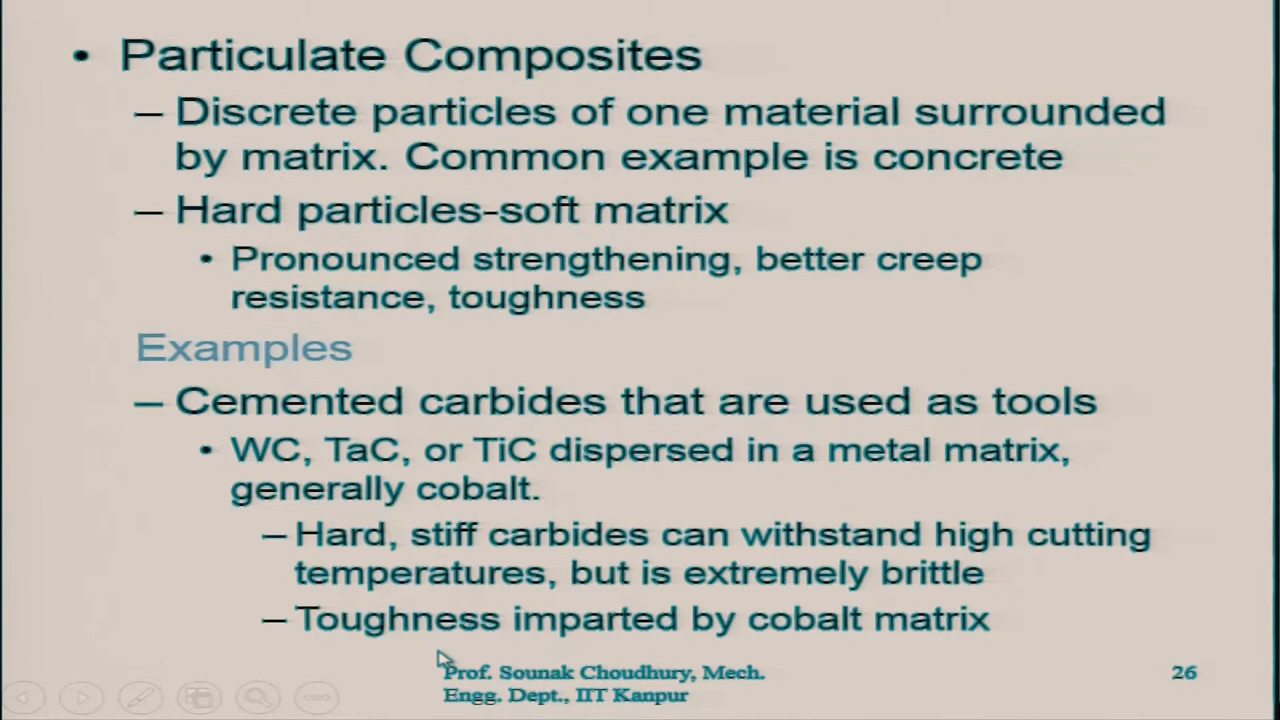 • Particulate Composites
– Discrete particles of one material surrounded
by matrix. Common example is concrete
– Hard particles-soft matrix
• Pronounced strengthening, better creep
resistance, toughness
Examples
– Cemented carbides that are used as tools
• WC, TaC, or TiC dispersed in a metal matrix,
generally cobalt.
– Hard, stiff carbides can withstand high cutting
temperatures, but is extremely brittle
– Toughness imparted by cobalt matrix
Prof. Sounak Choudhury, Mech.
Engg. Dept., IIT Kanpur
26